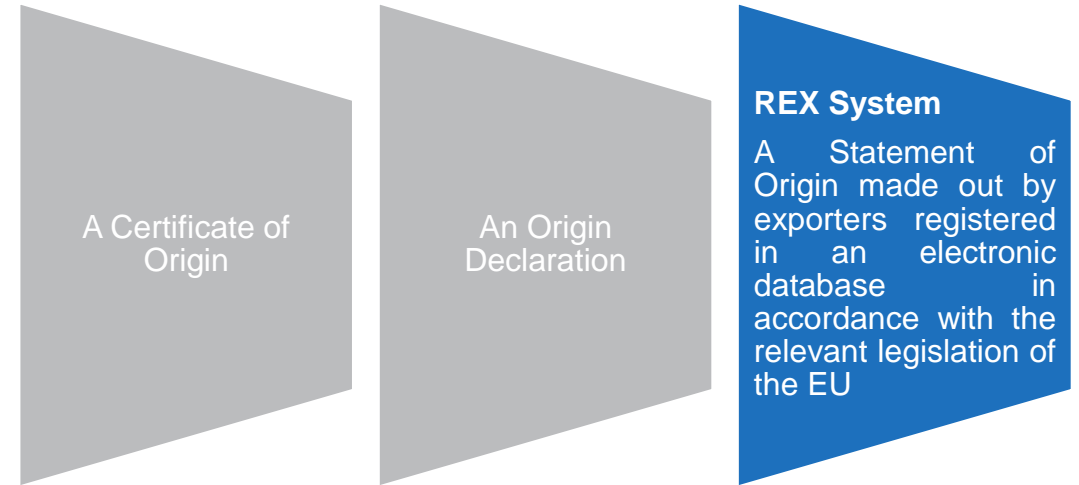 A Certificate of
Origin
An Origin
Declaration
REX System
A Statement of
Origin made out by
exporters registered
in an electronic
database in
accordance with the
relevant legislation of
the EU